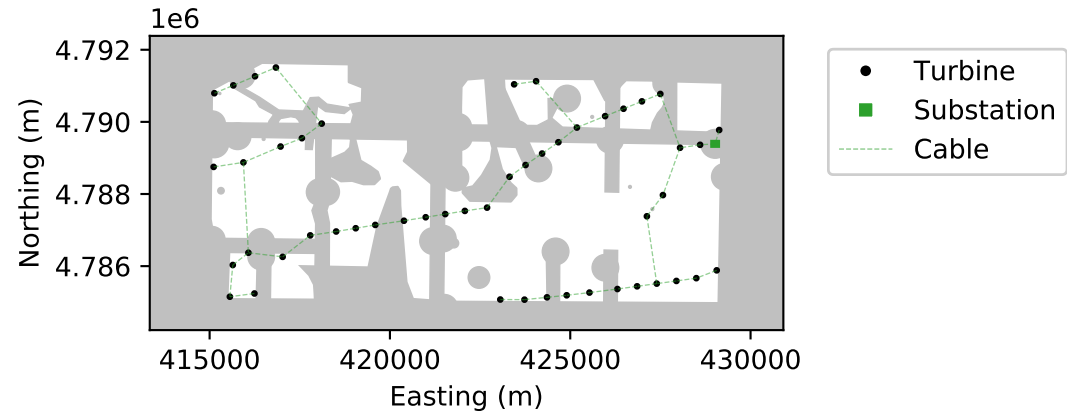 1e6
4.792
4.790
4.788
4.786
Northing (m)
415000 420000 425000 430000
Easting (m)
Turbine
Substation
Cable